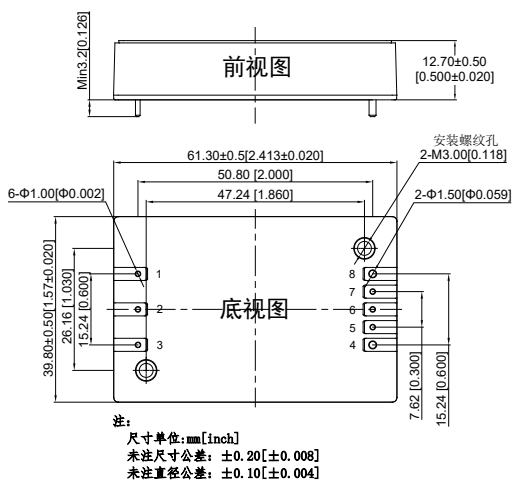 Min3.2[0.126]
前视图
12.70±0.50
[0.500±0.020]
安装螺纹孔
61.30±0.5[2.413±0.020]
2-M3.00[0.118]
50.80 [2.000]
6-Φ1.00[Φ0.002]
47.24 [1.860]
2-Φ1.50[Φ0.059]
39.80±0.50[1.57±0.020]
26.16 [1.030]
15.24 [0.600]
1
2
3
底视图
8
7
6
5
4
7.62 [0.300]
15.24 [0.600]
注:
尺寸单位:mm[inch]
未注尺寸公差: ±0.20[±0.008]
未注直径公差: ±0.10[±0.004]